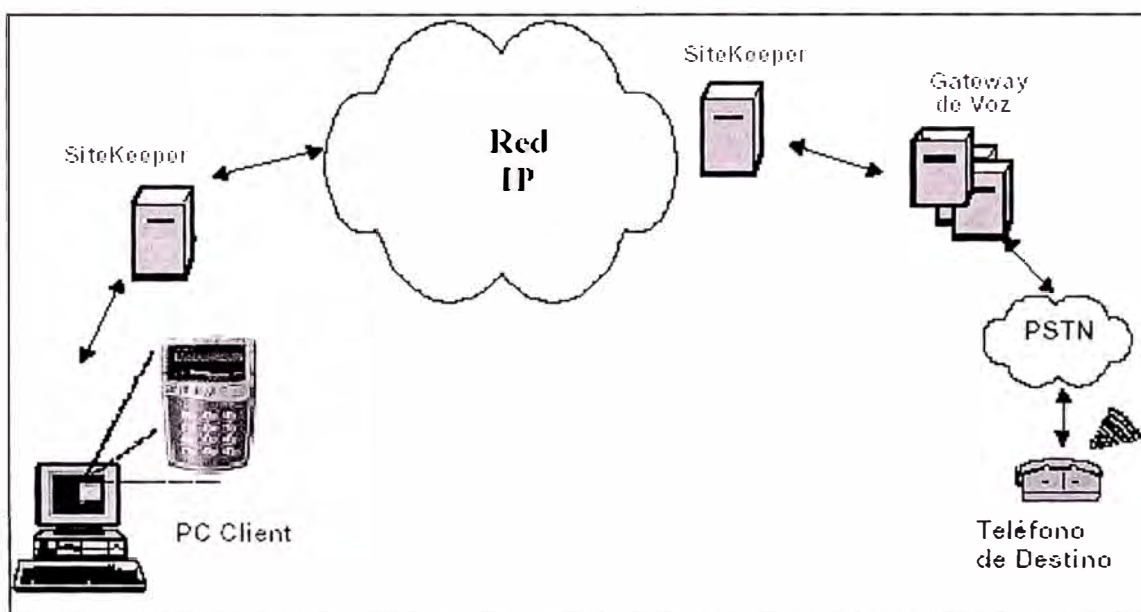 SiteKeeper
Red
IP
SiteKeeper
Gateway
de Voz
PSTN
PC Client
Teléfono
de Destino